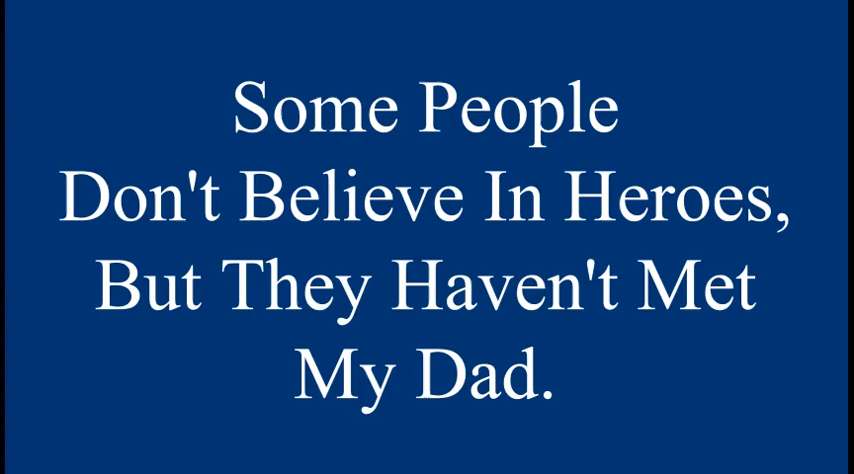 Some People
Don't Believe In Heroes,
But They Haven't Met
My Dad.